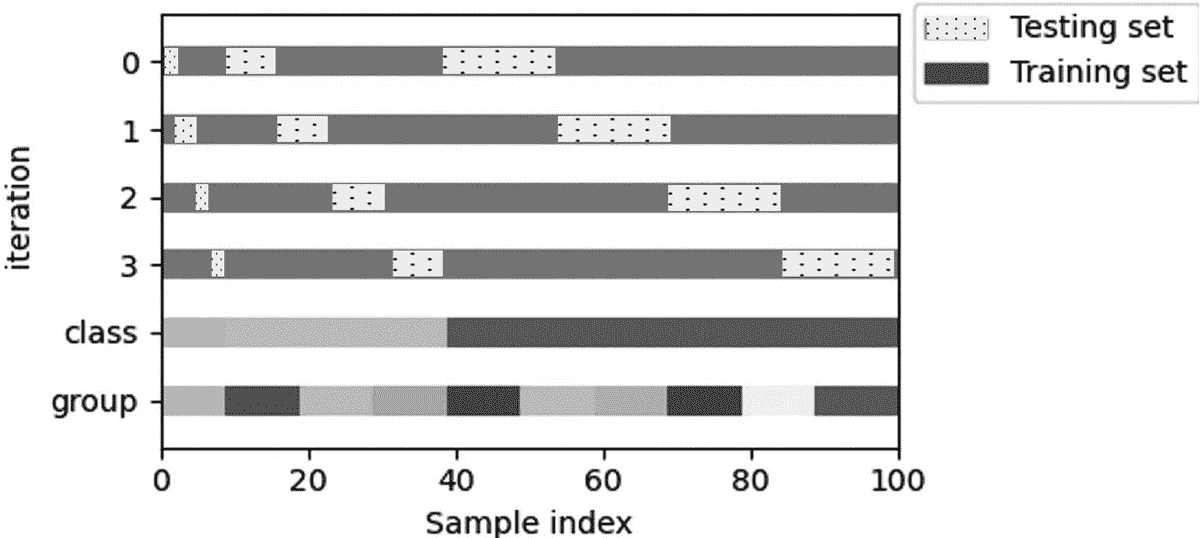 Testing set
Training set
iteration
0
1
2
3
class
group
0 20 40 60 80 100
Sample index